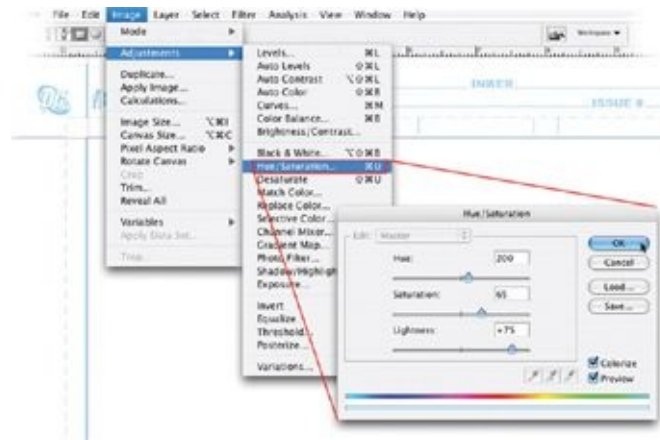 File Edit Image Layer Select Filter Analysis View Window Help
Workspace
Mode
Adjustments
Duplicate...
Apply Image...
Calculations...
Image Size... ⌥⌘I
Canvas Size... ⌥⌘C
Pixel Aspect Ratio
Rotate Canvas
Crop
Trim...
Reveal All
Variables
Apply Data Set...
Trap...
Levels... ⌘L
Auto Levels ⇧⌘L
Auto Contrast ⌥⇧⌘L
Auto Color ⇧⌘B
Curves... ⌘M
Color Balance... ⌘B
Brightness/Contrast...
Black & White... ⌥⇧⌘B
Hue/Saturation... ⌘U
Desaturate ⇧⌘U
Match Color...
Replace Color...
Selective Color...
Channel Mixer...
Gradient Map...
Photo Filter...
Shadow/Highligh
Exposure...
Invert
Equalize
Threshold...
Posterize...
Variations...
INKER
ISSUE #
Hue/Saturation
Edit: Master
Hue: 200
Saturation: 65
Lightness: +75
OK
Cancel
Load...
Save...
Colorize
Preview